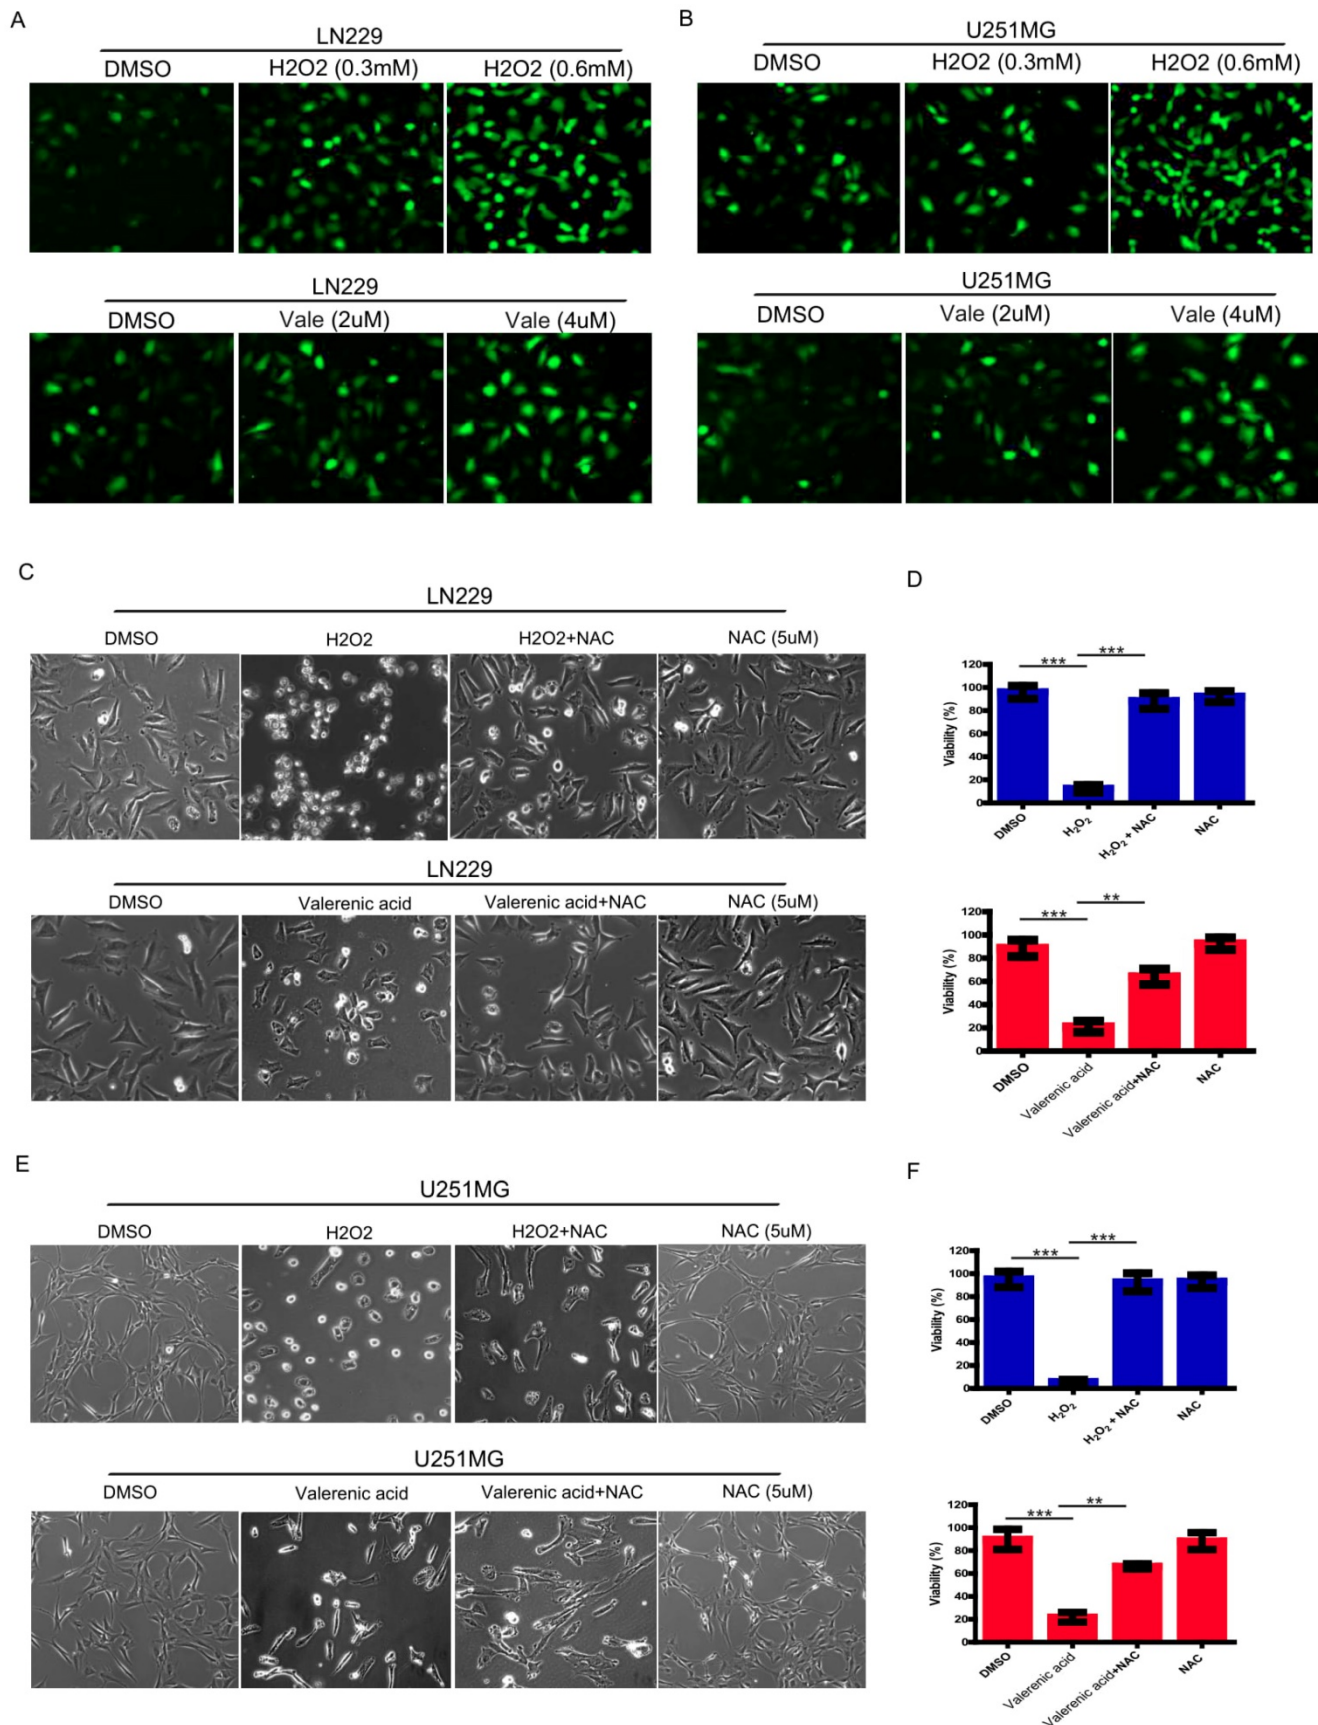 A
LN229
DMSO
H2O2 (0.3mM)
H2O2 (0.6mM)
LN229
DMSO
Vale (2uM)
Vale (4uM)
B
U251MG
DMSO
H2O2 (0.3mM)
H2O2 (0.6mM)
U251MG
DMSO
Vale (2uM)
Vale (4uM)
C
LN229
DMSO
H2O2
H2O2+NAC
NAC (5uM)
LN229
DMSO
Valerenic acid
Valerenic acid+NAC
NAC (5uM)
D
***
***
120
100
80
60
40
20
0
Viability (%)
DMSO
H₂O₂
H₂O₂ + NAC
NAC
***
**
120
100
80
60
40
20
0
Viability (%)
DMSO
Valerenic acid
Valerenic acid+NAC
NAC
E
U251MG
DMSO
H2O2
H2O2+NAC
NAC (5uM)
U251MG
DMSO
Valerenic acid
Valerenic acid+NAC
NAC (5uM)
F
***
***
120
100
80
60
40
20
0
Viability (%)
DMSO
H₂O₂
H₂O₂ + NAC
NAC
***
**
120
100
80
60
40
20
0
Viability (%)
DMSO
Valerenic acid
Valerenic acid+NAC
NAC